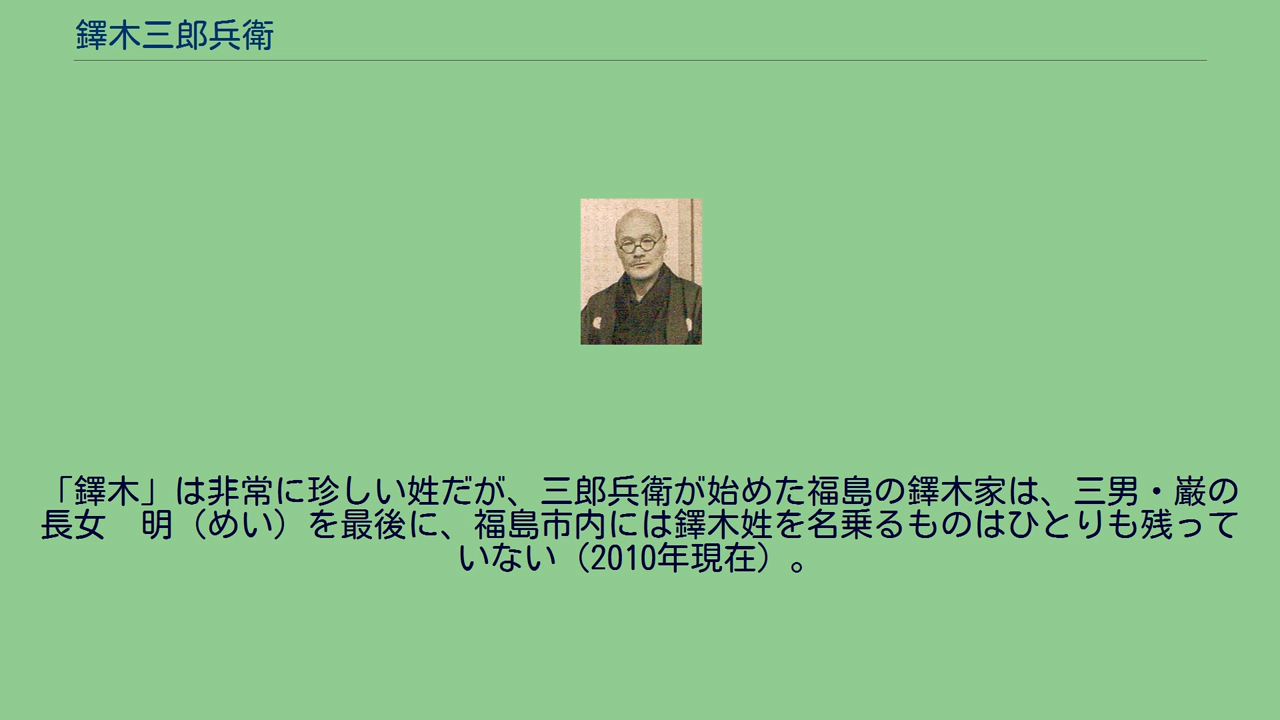 鐸木三郎兵衛
「鐸木」は非常に珍しい姓だが、三郎兵衛が始めた福島の鐸木家は、三男・巌の
長女　明（めい）を最後に、福島市内には鐸木姓を名乗るものはひとりも残って
いない（2010年現在）。